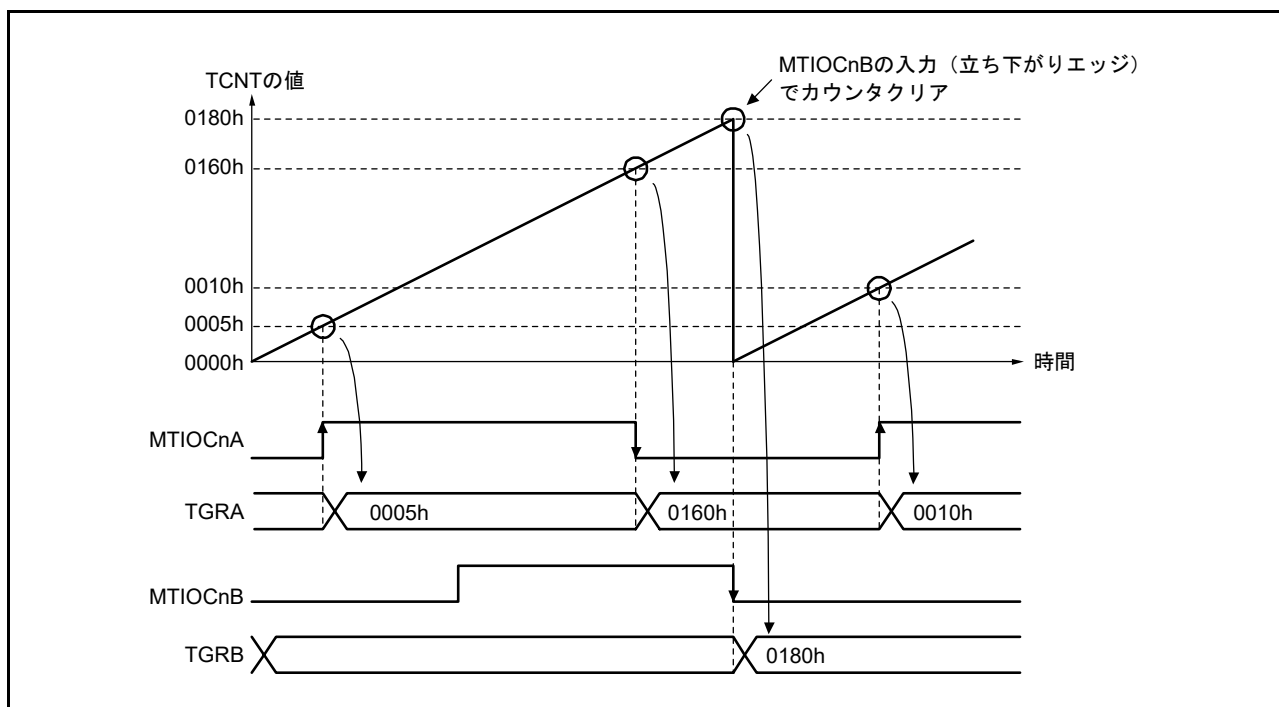 MTIOCnBの入力（立ち下がりエッジ）
でカウンタクリア
TCNTの値
0180h
0160h
0010h
0005h
0000h
時間
MTIOCnA
TGRA
0005h
0160h
0010h
MTIOCnB
TGRB
0180h